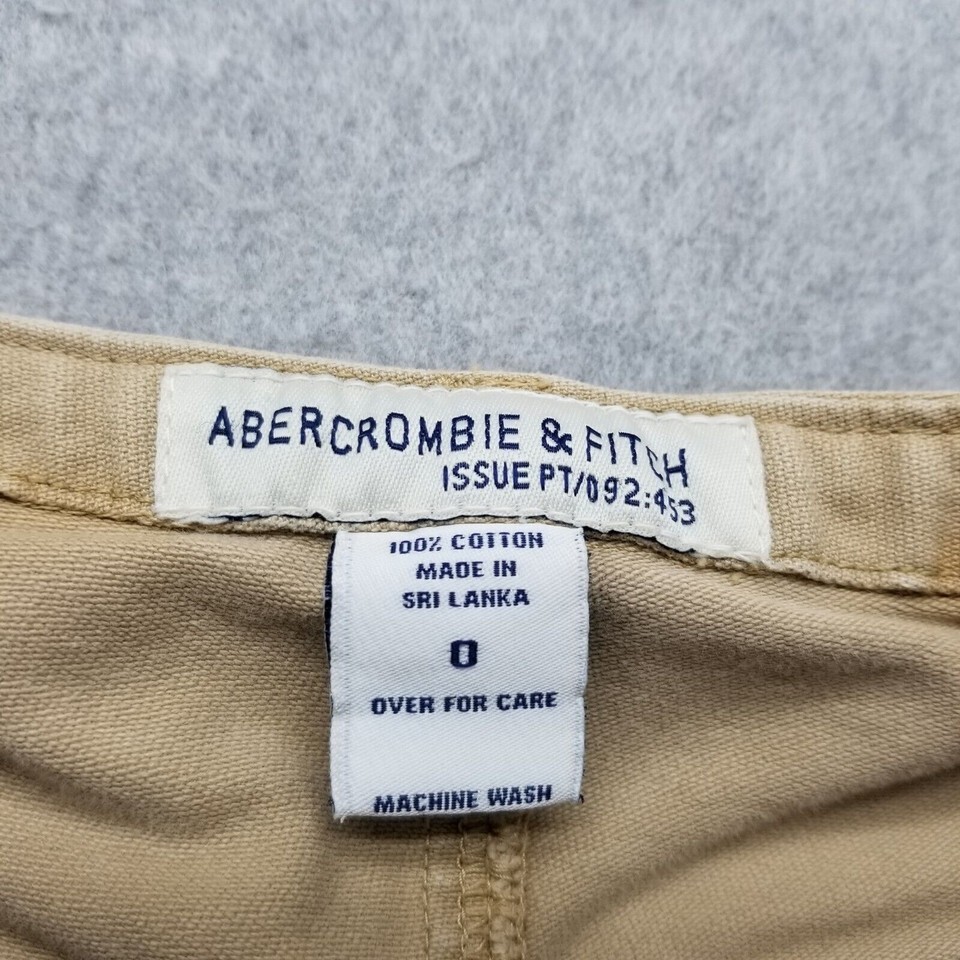 ABERCROMBIE & FITCH
ISSUE PT/092:453
100% COTTON
MADE IN
SRI LANKA
0
OVER FOR CARE
MACHINE WASH